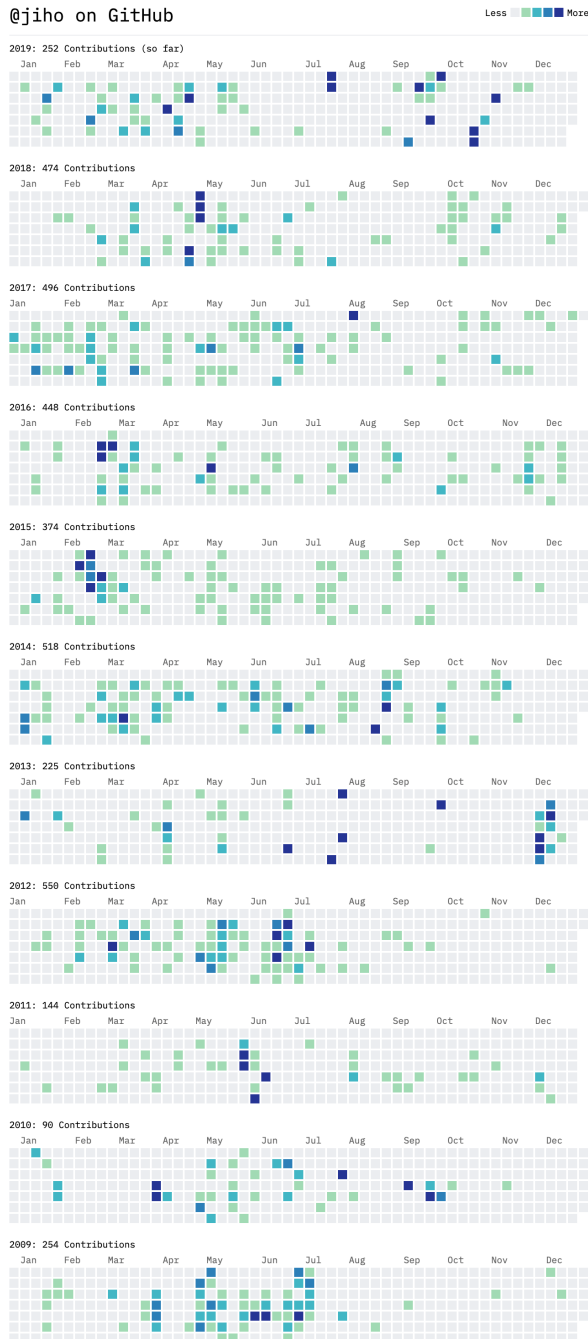 @jiho on GitHub
Less More
2019: 252 Contributions (so far)
Jan Feb Mar Apr May Jun Jul Aug Sep Oct Nov Dec
2018: 474 Contributions
Jan Feb Mar Apr May Jun Jul Aug Sep Oct Nov Dec
2017: 496 Contributions
Jan Feb Mar Apr May Jun Jul Aug Sep Oct Nov Dec
2016: 448 Contributions
Jan Feb Mar Apr May Jun Jul Aug Sep Oct Nov Dec
2015: 374 Contributions
Jan Feb Mar Apr May Jun Jul Aug Sep Oct Nov Dec
2014: 518 Contributions
Jan Feb Mar Apr May Jun Jul Aug Sep Oct Nov Dec
2013: 225 Contributions
Jan Feb Mar Apr May Jun Jul Aug Sep Oct Nov Dec
2012: 550 Contributions
Jan Feb Mar Apr May Jun Jul Aug Sep Oct Nov Dec
2011: 144 Contributions
Jan Feb Mar Apr May Jun Jul Aug Sep Oct Nov Dec
2010: 90 Contributions
Jan Feb Mar Apr May Jun Jul Aug Sep Oct Nov Dec
2009: 254 Contributions
Jan Feb Mar Apr May Jun Jul Aug Sep Oct Nov Dec